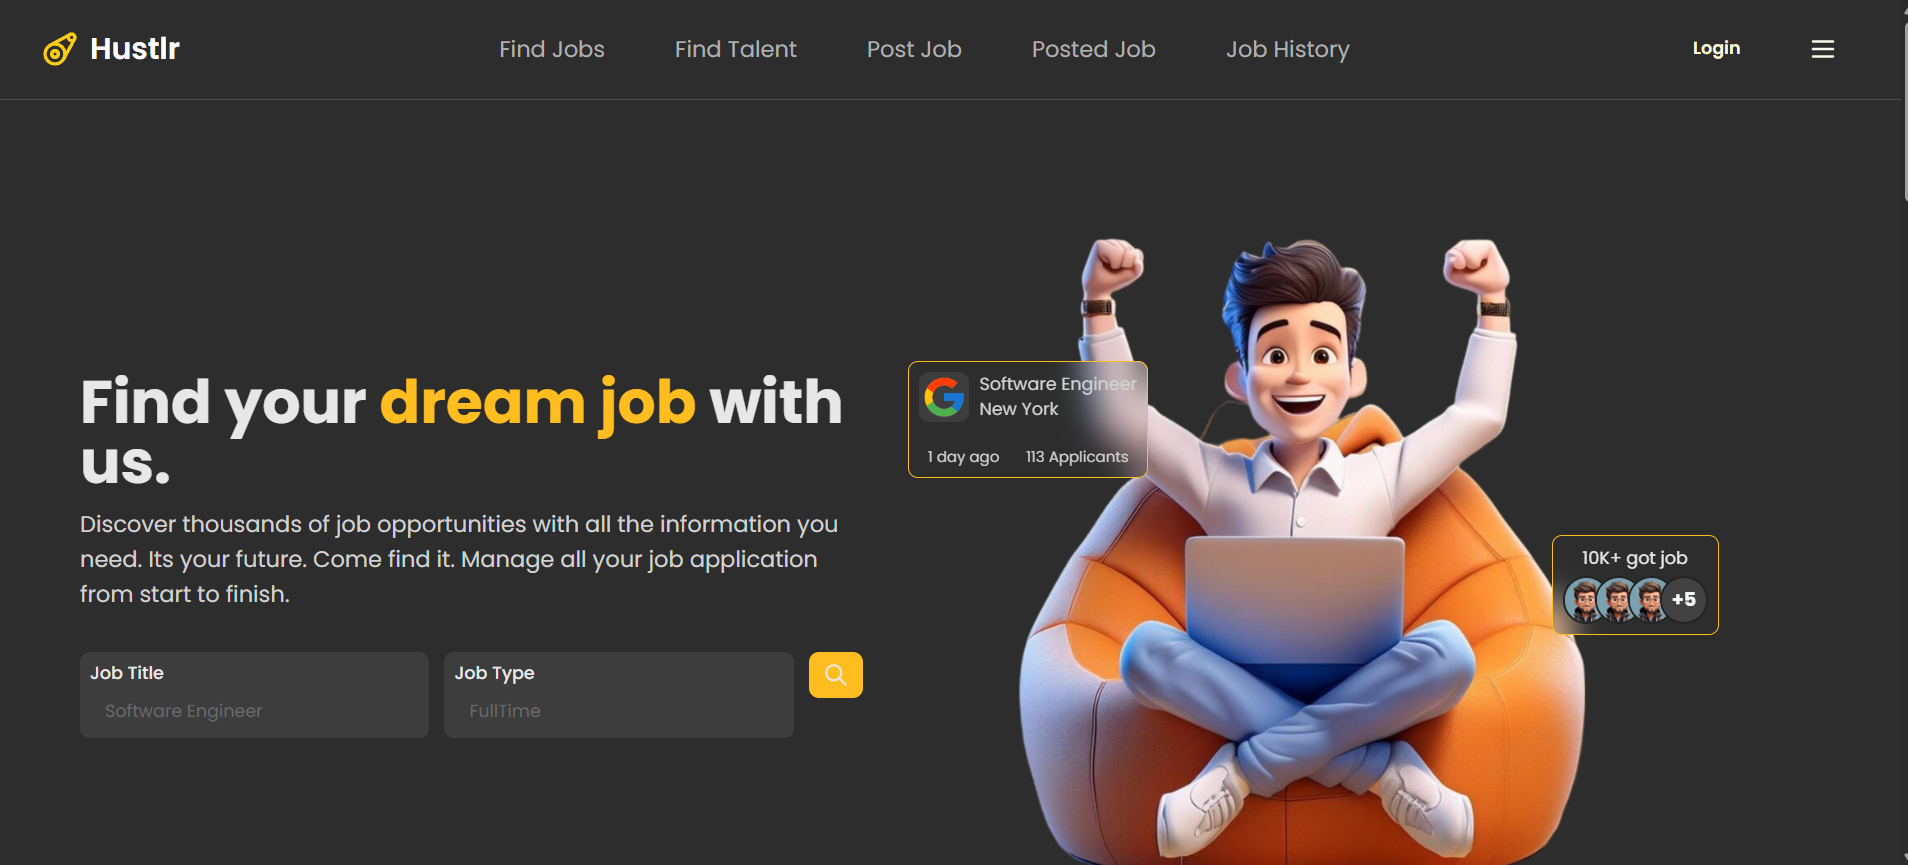 Hustlr
Find Jobs
Find Talent
Post Job
Posted Job
Job History
Login
Find your dream job with
us.
Discover thousands of job opportunities with all the information you
need. Its your future. Come find it. Manage all your job application
from start to finish.
Job Title
Software Engineer
Job Type
FullTime
Software Engineer
New York
1 day ago
113 Applicants
10K+ got job
+5